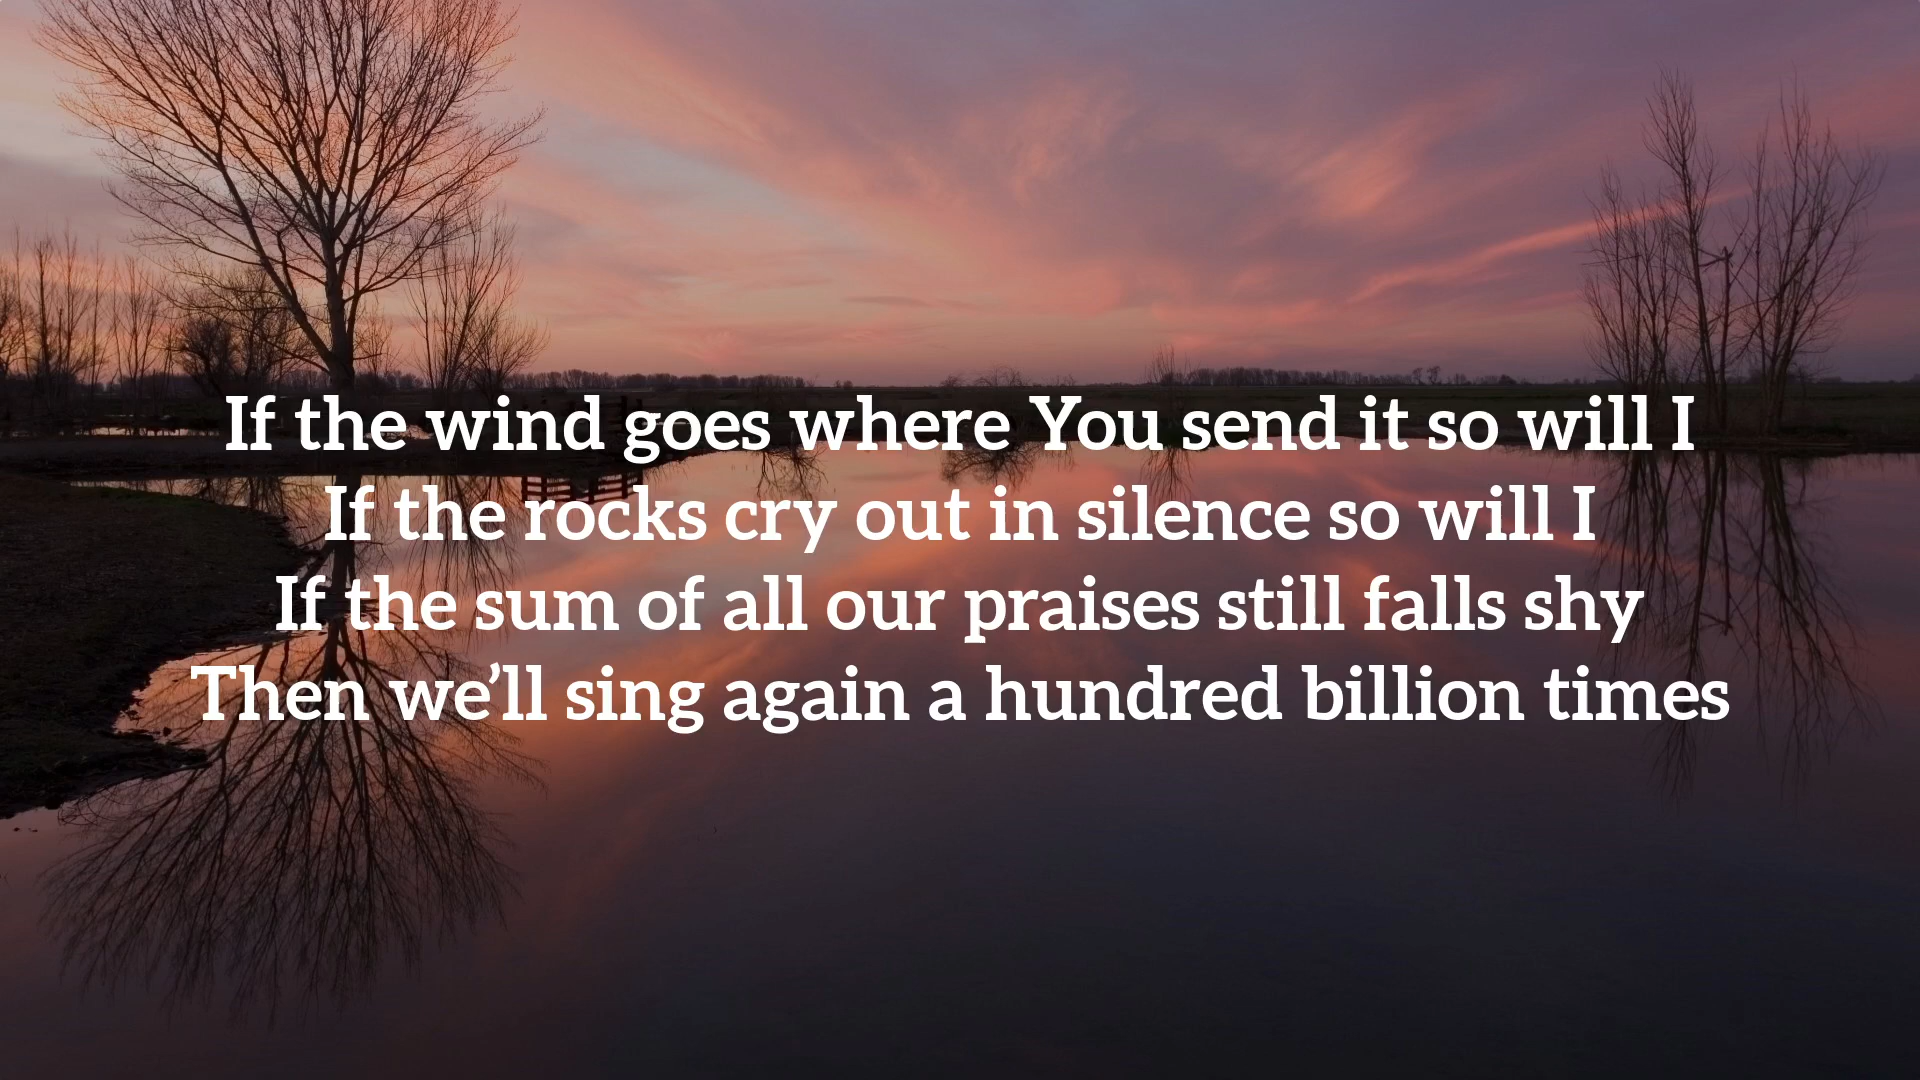 If the wind goes where You send it so will I
If the rocks cry out in silence so will I
If the sum of all our praises still falls shy
Then we’ll sing again a hundred billion times